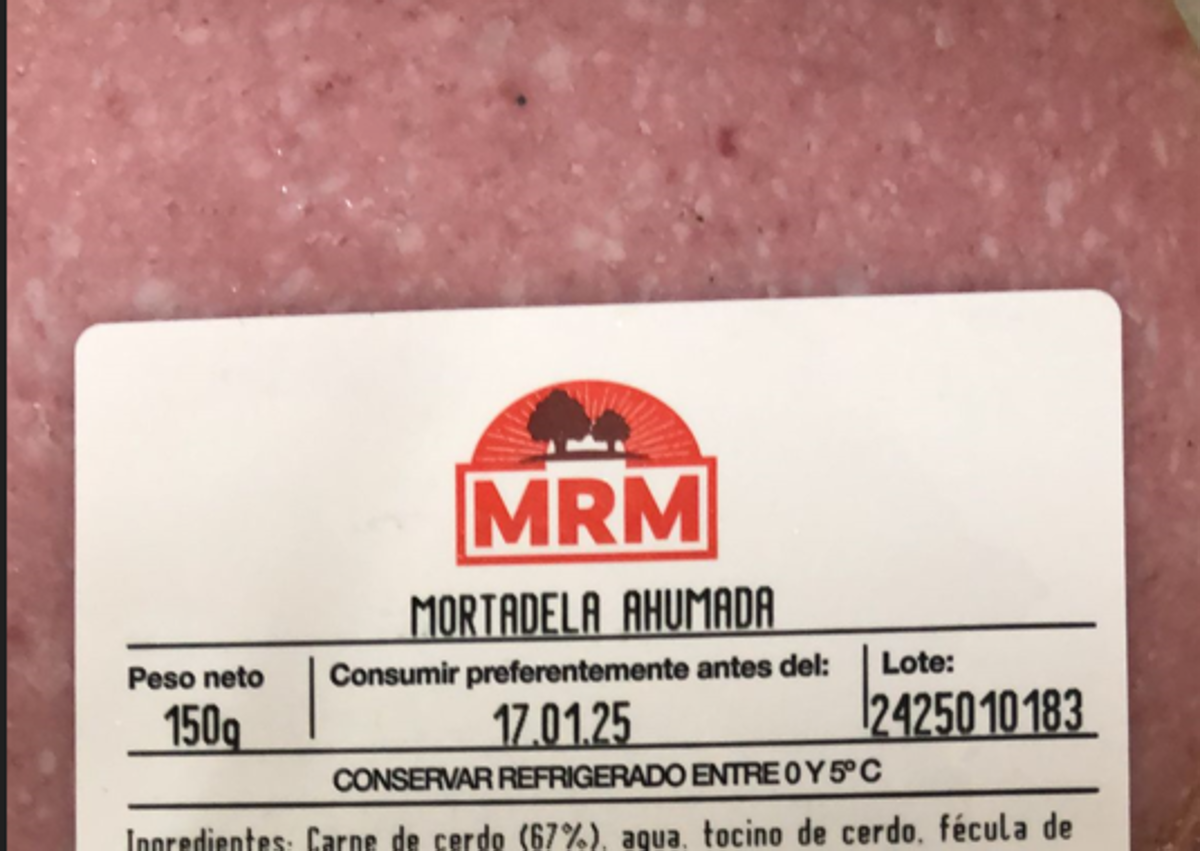 MRM
MORTADELA AHUMADA
Peso neto
150g
Consumir preferentemente antes del:
17.01.25
Lote:
2425010183
CONSERVAR REFRIGERADO ENTRE 0 Y 5º C
Ingredientes: Carne de cerdo (67%), agua, tocino de cerdo, fécula de